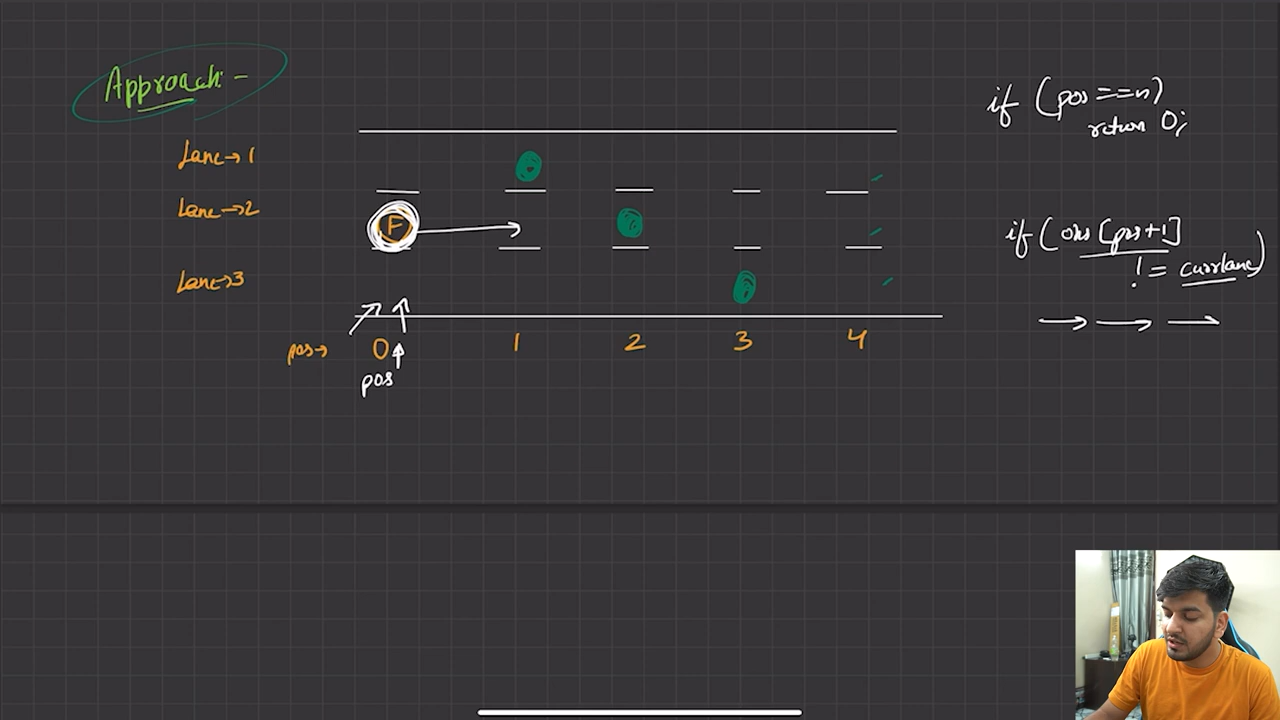 Approach:-
Lane→1
Lane→2
Lane→3
F
pos→ 0 1 2 3 4
pos
if (pos==n)
return 0;
if (obs[pos+1]
!= currlane)